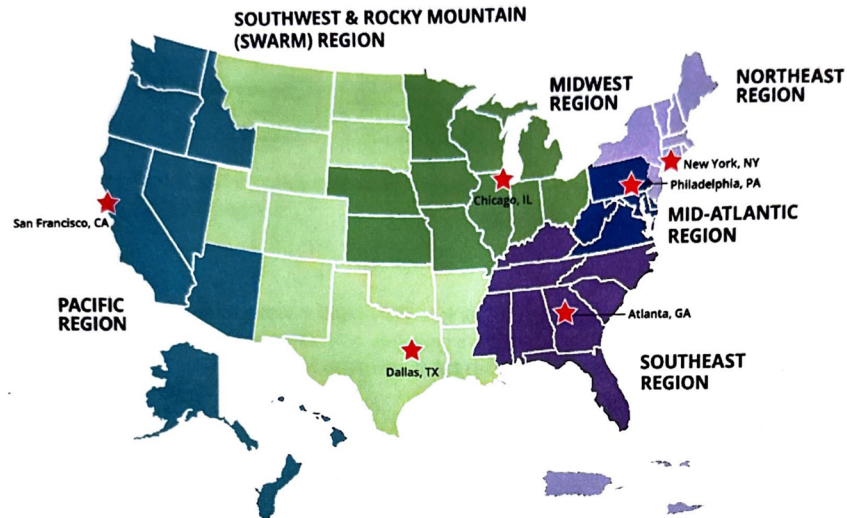 SOUTHWEST & ROCKY MOUNTAIN
(SWARM) REGION
MIDWEST
REGION
NORTHEAST
REGION
New York, NY
Philadelphia, PA
Chicago, IL
San Francisco, CA
MID-ATLANTIC
REGION
PACIFIC
REGION
Atlanta, GA
Dallas, TX
SOUTHEAST
REGION